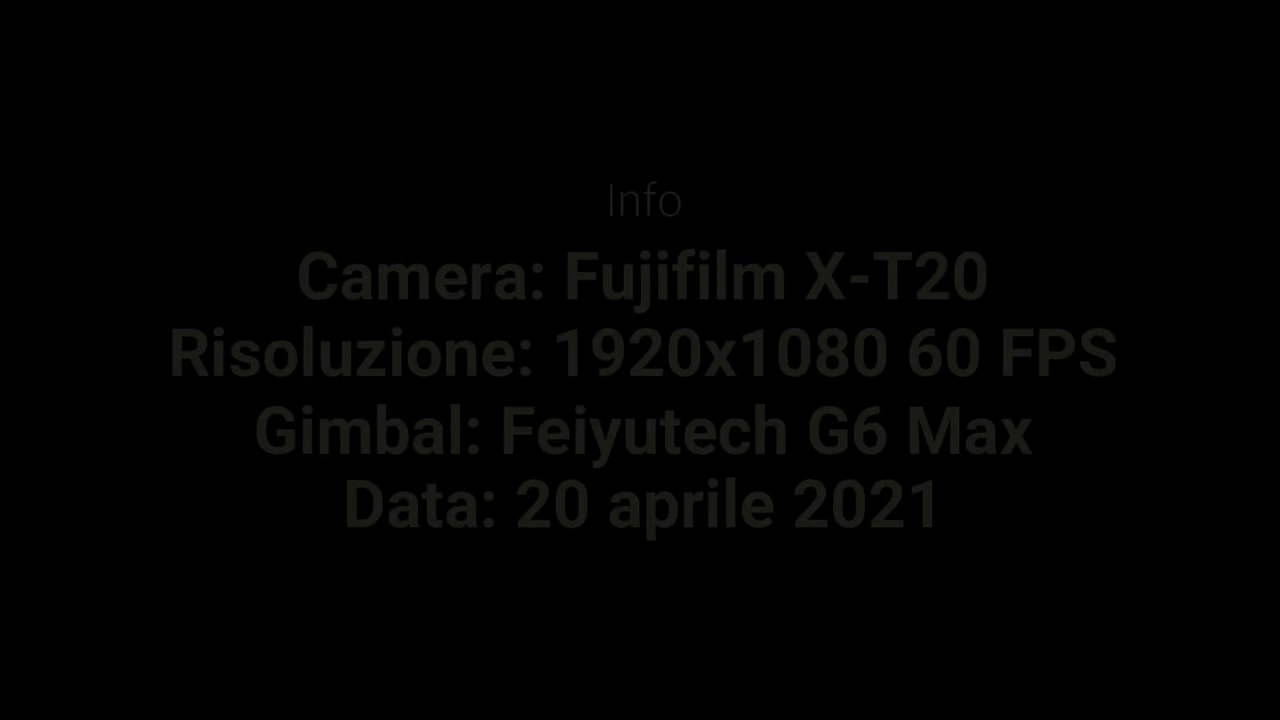 Info
Camera: Fujifilm X-T20
Risoluzione: 1920x1080 60 FPS
Gimbal: Feiyutech G6 Max
Data: 20 aprile 2021